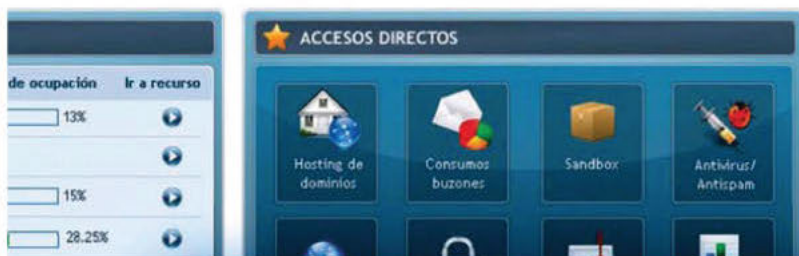 de ocupación Ir a recurso
13%
15%
28.25%
ACCESOS DIRECTOS
Hosting de
dominios
Consumos
buzones
Sandbox
Antivirus/
Antispam